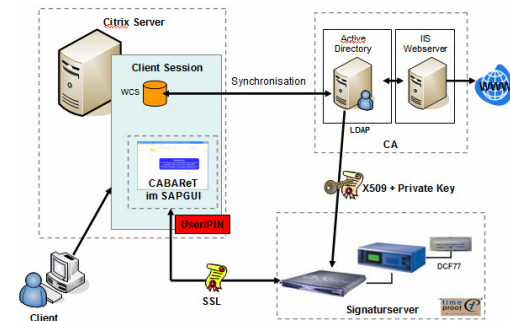 Citrix Server
Client Session
WCS
Synchronisation
Active
Directory
IIS
Webserver
WWW
LDAP
CA
CABAReT
im SAPGUI
User/PIN
X509 + Private Key
SSL
DCF77
Signaturserver
time
proof
Client